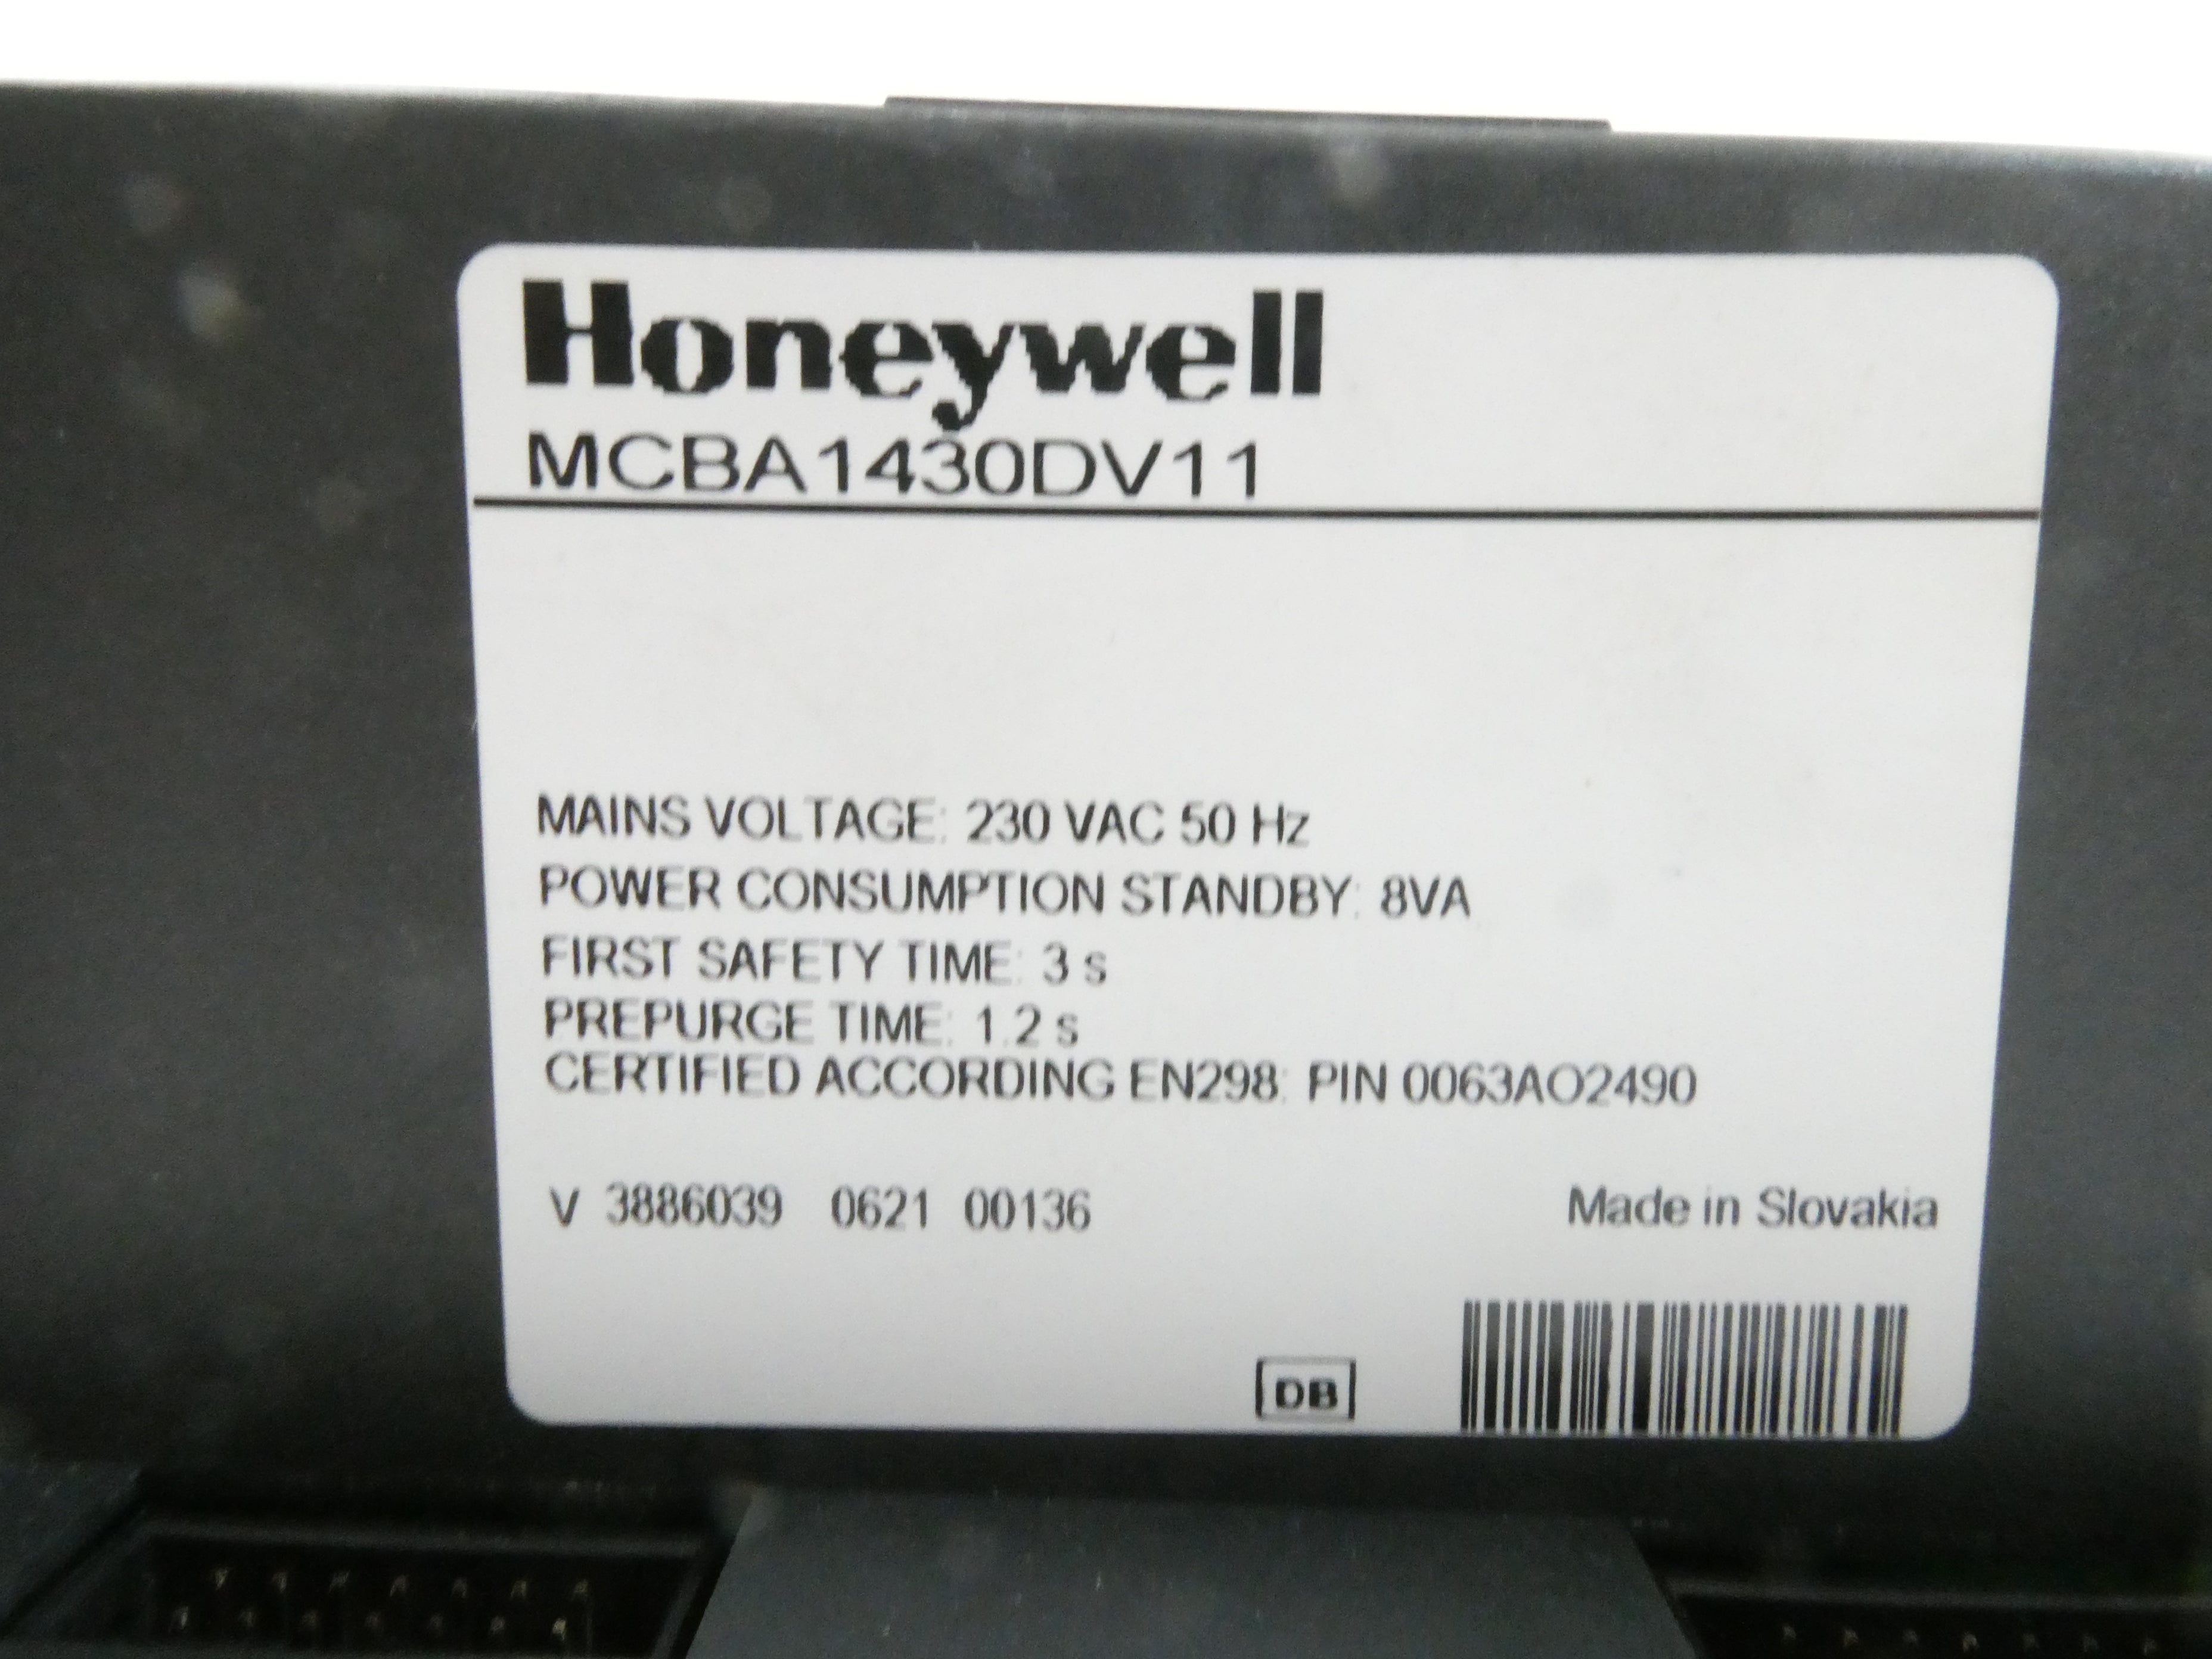 Honeywell
MCBA1430DV11
MAINS VOLTAGE: 230 VAC 50 Hz
POWER CONSUMPTION STANDBY: 8VA
FIRST SAFETY TIME: 3 s
PREPURGE TIME: 1.2 s
CERTIFIED ACCORDING EN298: PIN 0063AO2490
V 3886039 0621 00136 Made in Slovakia
DB